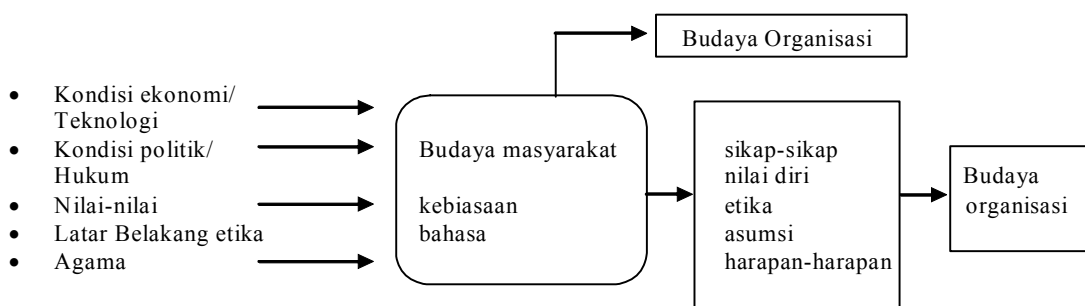 Budaya Organisasi
• Kondisi ekonomi/
Teknologi
• Kondisi politik/
Hukum
• Nilai-nilai
• Latar Belakang etika
• Agama
Budaya masyarakat
kebiasaan
bahasa
sikap-sikap
nilai diri
etika
asumsi
harapan-harapan
Budaya
organisasi